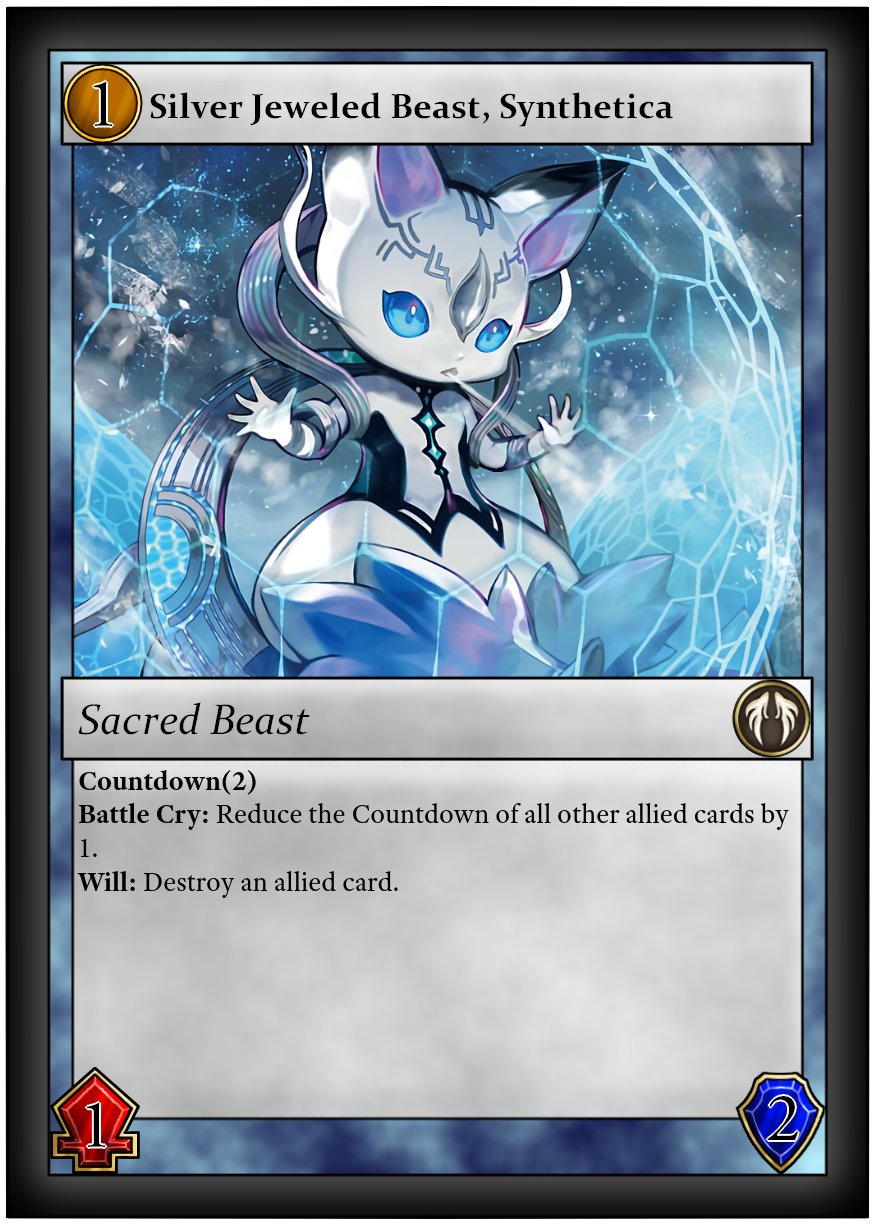 1
Silver Jeweled Beast, Synthetica
Sacred Beast
Countdown(2)
Battle Cry: Reduce the Countdown of all other allied cards by
1.
Will: Destroy an allied card.
1
2